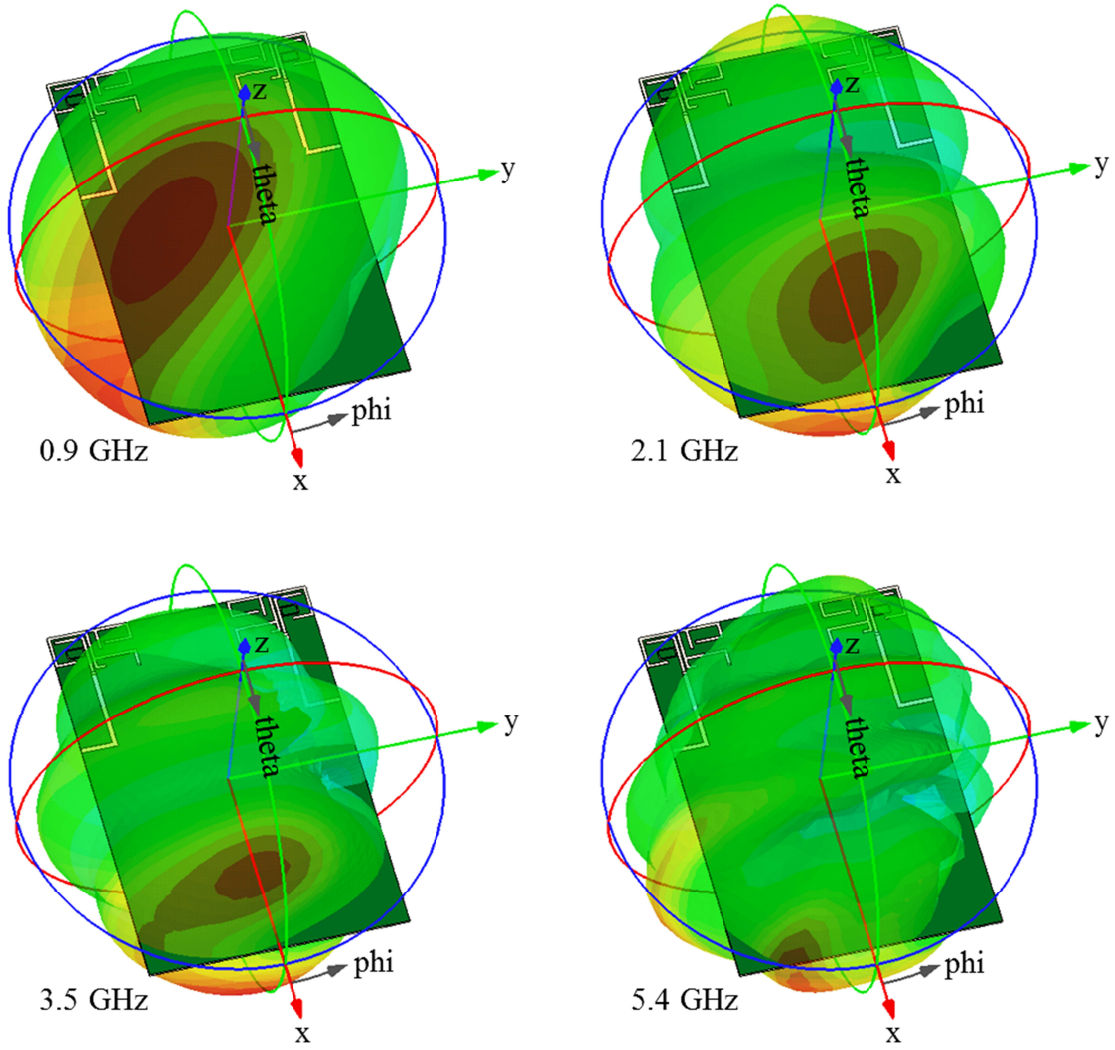 z
theta
y
phi
x
0.9 GHz
z
theta
y
phi
x
2.1 GHz
z
theta
y
phi
x
3.5 GHz
z
theta
y
phi
x
5.4 GHz